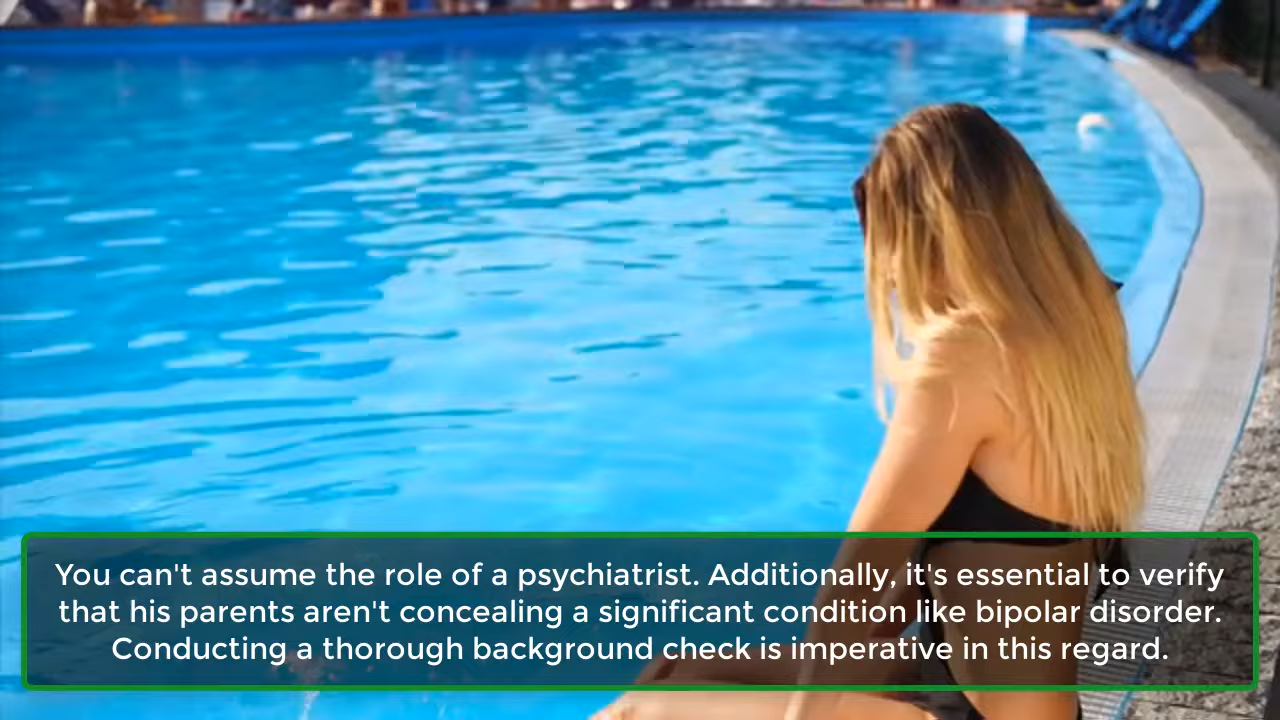 You can't assume the role of a psychiatrist. Additionally, it's essential to verify
that his parents aren't concealing a significant condition like bipolar disorder.
Conducting a thorough background check is imperative in this regard.